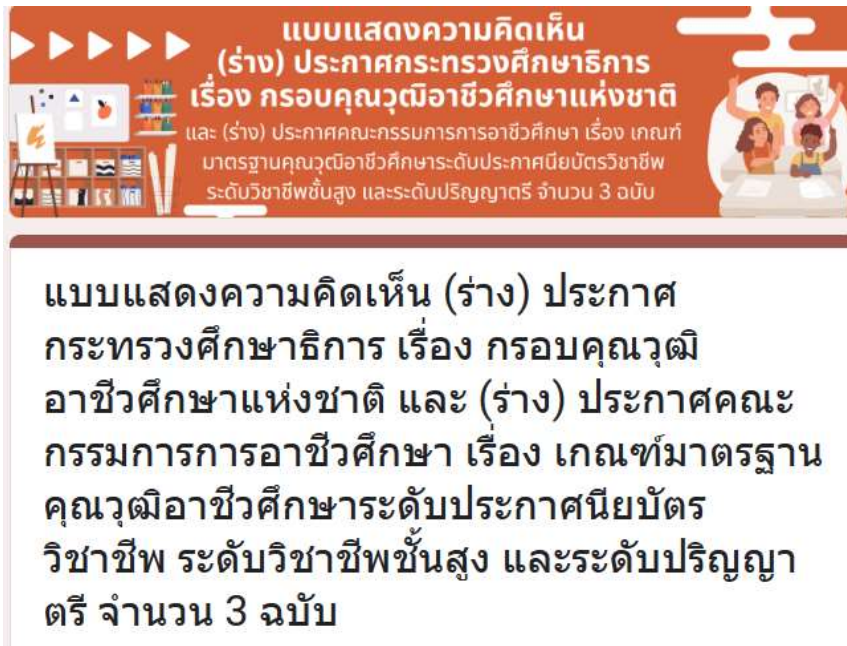 แบบแสดงความคิดเห็น
(ร่าง) ประกาศกระทรวงศึกษาธิการ
เรื่อง กรอบคุณวุฒิอาชีวศึกษาแห่งชาติ
และ (ร่าง) ประกาศคณะกรรมการการอาชีวศึกษา เรื่อง เกณฑ์
มาตรฐานคุณวุฒิอาชีวศึกษาระดับประกาศนียบัตรวิชาชีพ
ระดับวิชาชีพชั้นสูง และระดับปริญญาตรี จำนวน 3 ฉบับ
แบบแสดงความคิดเห็น (ร่าง) ประกาศ
กระทรวงศึกษาธิการ เรื่อง กรอบคุณวุฒิ
อาชีวศึกษาแห่งชาติ และ (ร่าง) ประกาศคณะ
กรรมการการอาชีวศึกษา เรื่อง เกณฑ์มาตรฐาน
คุณวุฒิอาชีวศึกษาระดับประกาศนียบัตร
วิชาชีพ ระดับวิชาชีพชั้นสูง และระดับปริญญา
ตรี จำนวน 3 ฉบับ